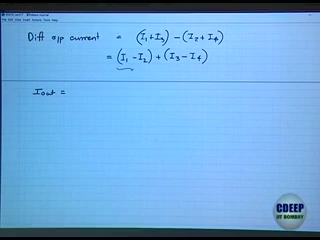 Diff o/p current = (I₁+I₃) − (I₂+I₄)
= (I₁ − I₂) + (I₃ − I₄)
Iout =
CDEEP
IIT BOMBAY